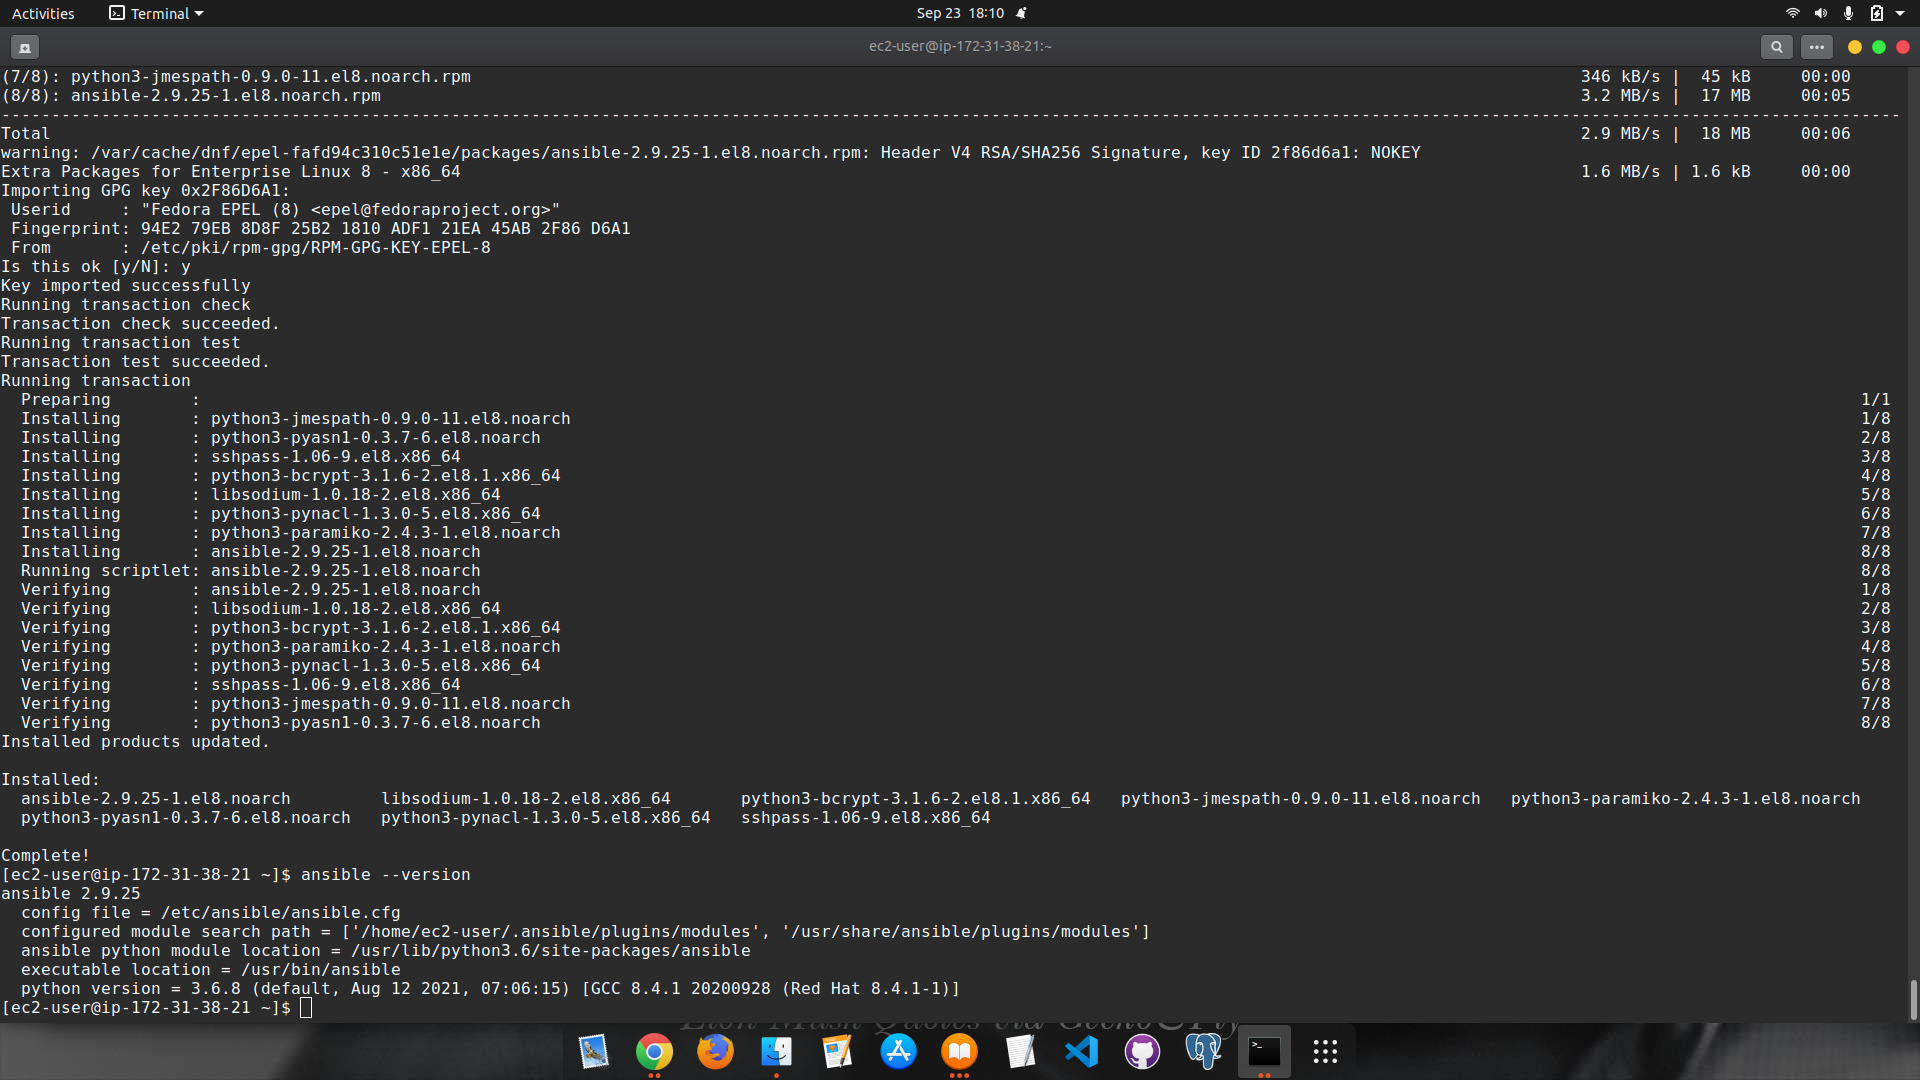 Activities Terminal Sep 23 18:10
ec2-user@ip-172-31-38-21:~
(7/8): python3-jmespath-0.9.0-11.el8.noarch.rpm 346 kB/s | 45 kB 00:00
(8/8): ansible-2.9.25-1.el8.noarch.rpm 3.2 MB/s | 17 MB 00:05
--------------------------------------------------------------------------------
Total 2.9 MB/s | 18 MB 00:06
warning: /var/cache/dnf/epel-fafd94c310c51e1e/packages/ansible-2.9.25-1.el8.noarch.rpm: Header V4 RSA/SHA256 Signature, key ID 2f86d6a1: NOKEY
Extra Packages for Enterprise Linux 8 - x86_64 1.6 MB/s | 1.6 kB 00:00
Importing GPG key 0x2F86D6A1:
 Userid     : "Fedora EPEL (8) <epel@fedoraproject.org>"
 Fingerprint: 94E2 79EB 8D8F 25B2 1810 ADF1 21EA 45AB 2F86 D6A1
 From       : /etc/pki/rpm-gpg/RPM-GPG-KEY-EPEL-8
Is this ok [y/N]: y
Key imported successfully
Running transaction check
Transaction check succeeded.
Running transaction test
Transaction test succeeded.
Running transaction
  Preparing        : 1/1
  Installing       : python3-jmespath-0.9.0-11.el8.noarch 1/8
  Installing       : python3-pyasn1-0.3.7-6.el8.noarch 2/8
  Installing       : sshpass-1.06-9.el8.x86_64 3/8
  Installing       : python3-bcrypt-3.1.6-2.el8.1.x86_64 4/8
  Installing       : libsodium-1.0.18-2.el8.x86_64 5/8
  Installing       : python3-pynacl-1.3.0-5.el8.x86_64 6/8
  Installing       : python3-paramiko-2.4.3-1.el8.noarch 7/8
  Installing       : ansible-2.9.25-1.el8.noarch 8/8
  Running scriptlet: ansible-2.9.25-1.el8.noarch 8/8
  Verifying        : ansible-2.9.25-1.el8.noarch 1/8
  Verifying        : libsodium-1.0.18-2.el8.x86_64 2/8
  Verifying        : python3-bcrypt-3.1.6-2.el8.1.x86_64 3/8
  Verifying        : python3-paramiko-2.4.3-1.el8.noarch 4/8
  Verifying        : python3-pynacl-1.3.0-5.el8.x86_64 5/8
  Verifying        : sshpass-1.06-9.el8.x86_64 6/8
  Verifying        : python3-jmespath-0.9.0-11.el8.noarch 7/8
  Verifying        : python3-pyasn1-0.3.7-6.el8.noarch 8/8
Installed products updated.

Installed:
  ansible-2.9.25-1.el8.noarch libsodium-1.0.18-2.el8.x86_64 python3-bcrypt-3.1.6-2.el8.1.x86_64 python3-jmespath-0.9.0-11.el8.noarch python3-paramiko-2.4.3-1.el8.noarch
  python3-pyasn1-0.3.7-6.el8.noarch python3-pynacl-1.3.0-5.el8.x86_64 sshpass-1.06-9.el8.x86_64

Complete!
[ec2-user@ip-172-31-38-21 ~]$ ansible --version
ansible 2.9.25
  config file = /etc/ansible/ansible.cfg
  configured module search path = ['/home/ec2-user/.ansible/plugins/modules', '/usr/share/ansible/plugins/modules']
  ansible python module location = /usr/lib/python3.6/site-packages/ansible
  executable location = /usr/bin/ansible
  python version = 3.6.8 (default, Aug 12 2021, 07:06:15) [GCC 8.4.1 20200928 (Red Hat 8.4.1-1)]
[ec2-user@ip-172-31-38-21 ~]$